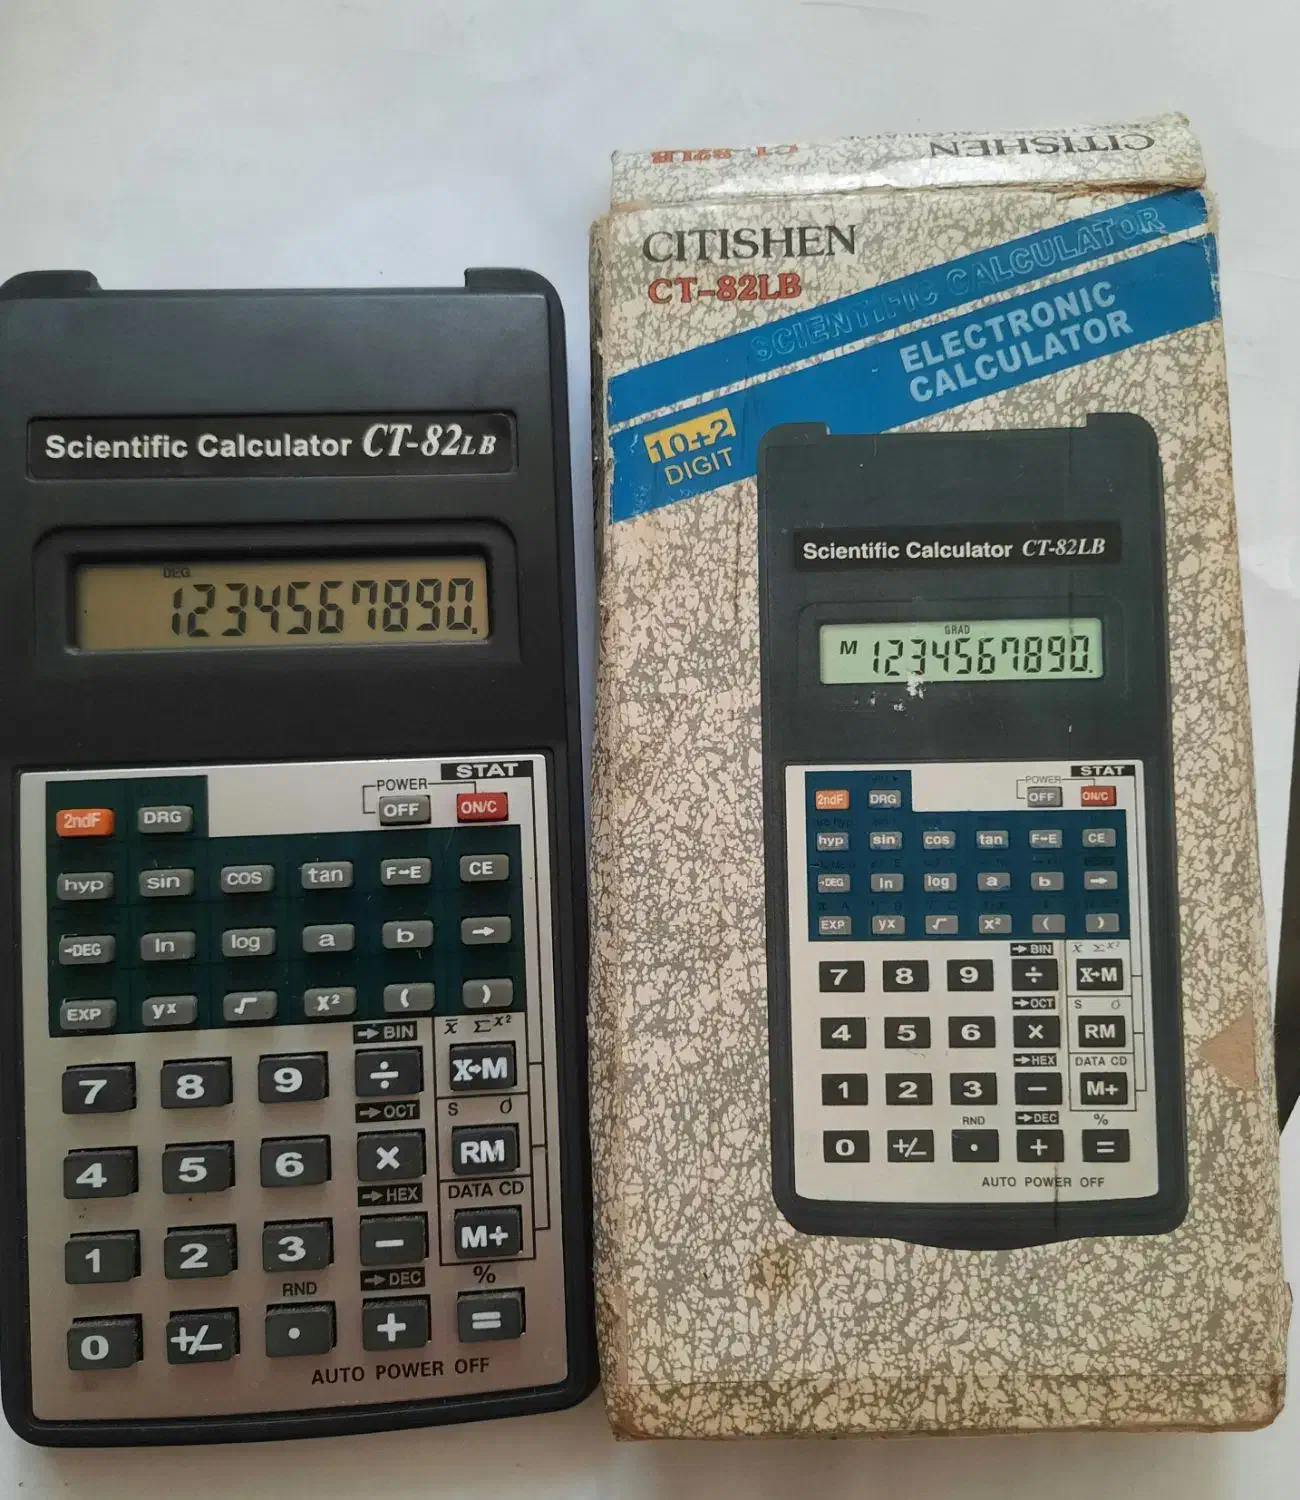 Scientific Calculator CT-82LB
DEG
1234567890.
POWER STAT
2ndF DRG OFF ON/C
hyp sin cos tan F↔E CE
→DEG ln log a b →
EXP yx √ x² ( )
→BIN x̄ Σx²
7 8 9 ÷ X→M
→OCT S σ
4 5 6 × RM
→HEX DATA CD
1 2 3 − M+
RND →DEC %
0 +/− · + =
AUTO POWER OFF
CITISHEN
CT-82LB
CITISHEN
CT-82LB
SCIENTIFIC CALCULATOR
ELECTRONIC
CALCULATOR
10+2
DIGIT
Scientific Calculator CT-82LB
GRAD
M 1234567890.
POWER STAT
2ndF DRG OFF ON/C
hyp sin cos tan F↔E CE
→DEG ln log a b →
EXP yx √ x² ( )
→BIN x̄ Σx²
7 8 9 ÷ X→M
→OCT S σ
4 5 6 × RM
→HEX DATA CD
1 2 3 − M+
RND →DEC %
0 +/− · + =
AUTO POWER OFF